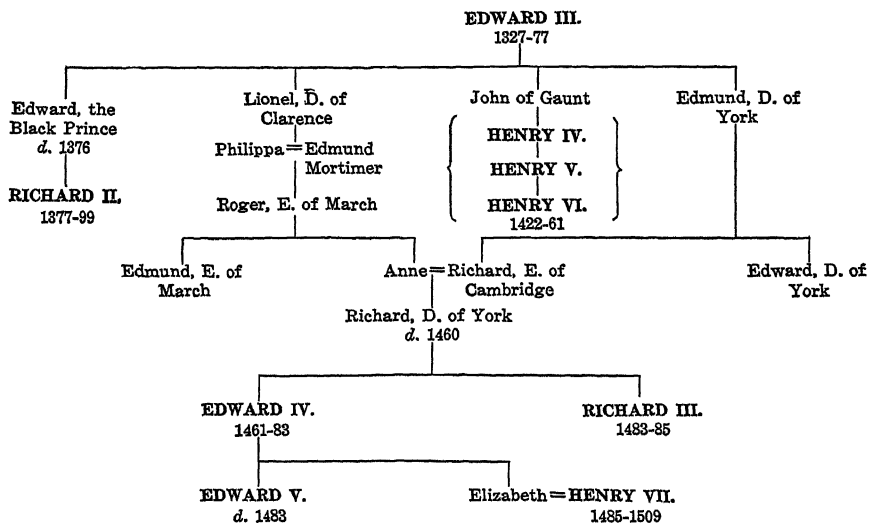 EDWARD III.
1327-77
Edward, the
Black Prince
d. 1376
RICHARD II.
1377-99
Lionel, D. of
Clarence
Philippa = Edmund
Mortimer
Roger, E. of March
John of Gaunt
HENRY IV.
HENRY V.
HENRY VI.
1422-61
Edmund, D. of
York
Edmund, E. of
March
Anne = Richard, E. of
Cambridge
Edward, D. of
York
Richard, D. of York
d. 1460
EDWARD IV.
1461-83
RICHARD III.
1483-85
EDWARD V.
d. 1483
Elizabeth = HENRY VII.
1485-1509